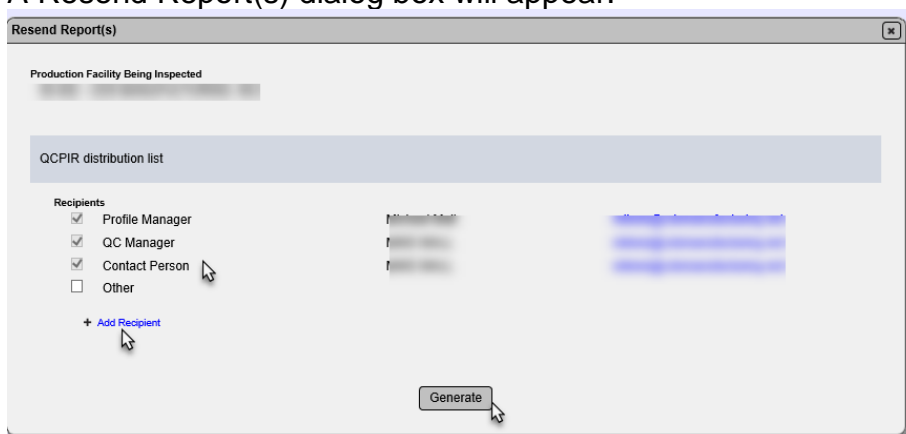 A Resend Report(s) dialog box will appear.
Resend Report(s)
Production Facility Being Inspected
QCPIR distribution list
Recipients
Profile Manager
QC Manager
Contact Person
Other
+ Add Recipient
Generate